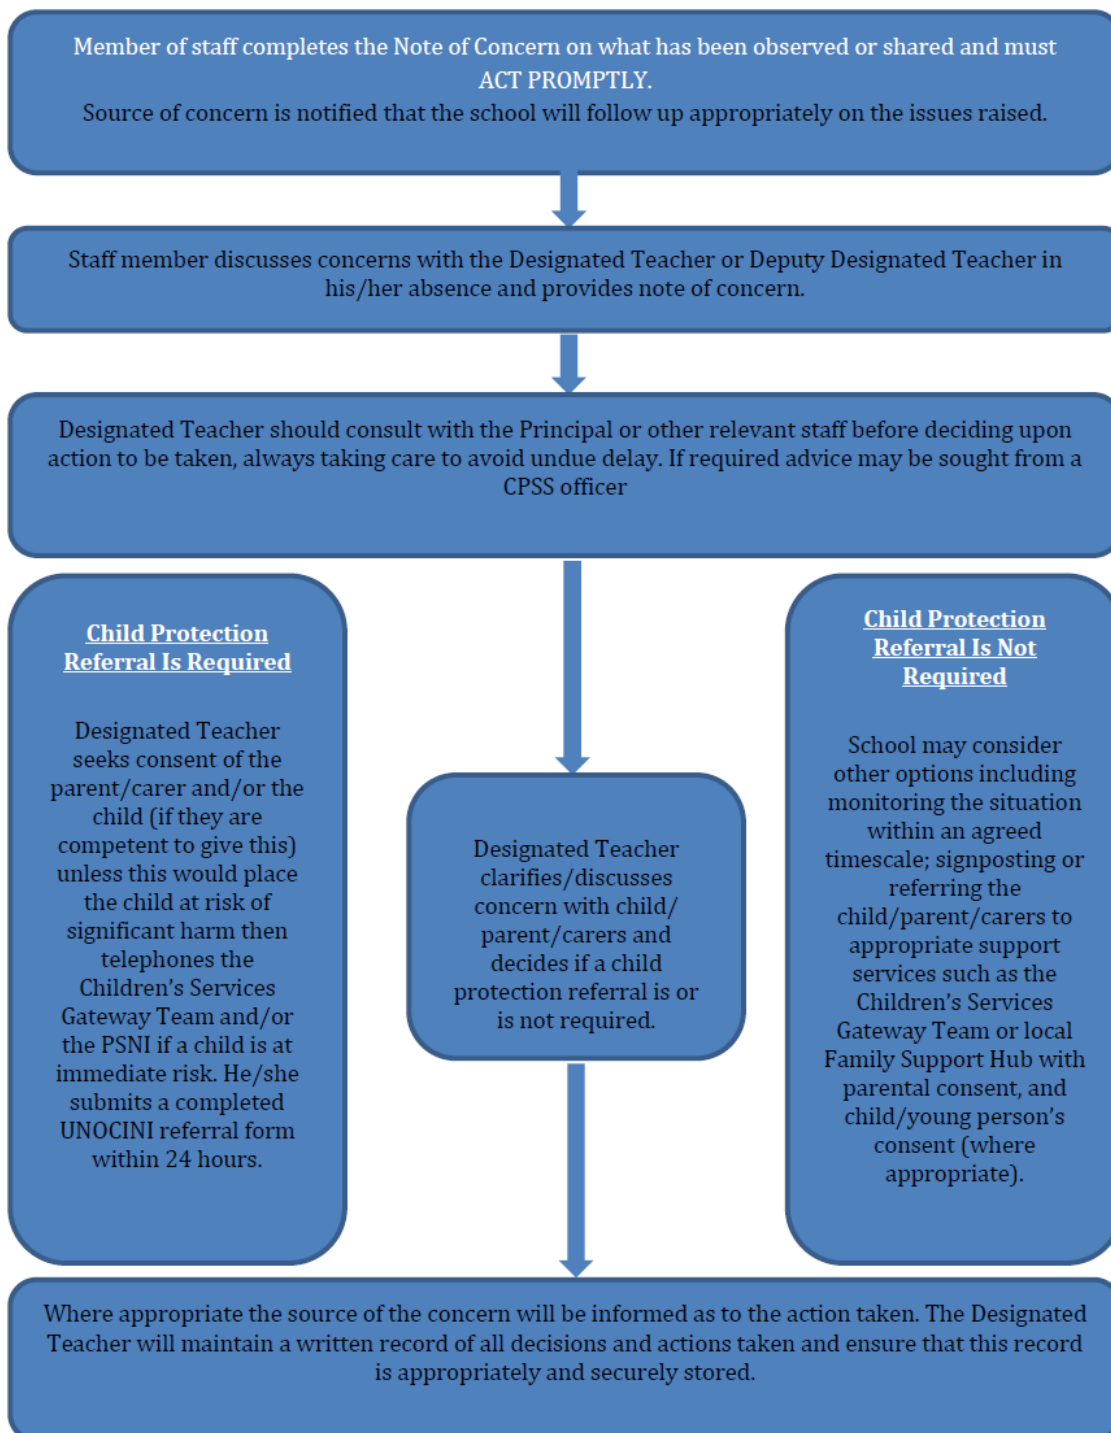 Member of staff completes the Note of Concern on what has been observed or shared and must
ACT PROMPTLY.
Source of concern is notified that the school will follow up appropriately on the issues raised.
Staff member discusses concerns with the Designated Teacher or Deputy Designated Teacher in
his/her absence and provides note of concern.
Designated Teacher should consult with the Principal or other relevant staff before deciding upon
action to be taken, always taking care to avoid undue delay. If required advice may be sought from a
CPSS officer
Child Protection
Referral Is Required
Designated Teacher
seeks consent of the
parent/carer and/or the
child (if they are
competent to give this)
unless this would place
the child at risk of
significant harm then
telephones the
Children's Services
Gateway Team and/or
the PSNI if a child is at
immediate risk. He/she
submits a completed
UNOCINI referral form
within 24 hours.
Designated Teacher
clarifies/discusses
concern with child/
parent/carers and
decides if a child
protection referral is or
is not required.
Child Protection
Referral Is Not
Required
School may consider
other options including
monitoring the situation
within an agreed
timescale; signposting or
referring the
child/parent/carers to
appropriate support
services such as the
Children's Services
Gateway Team or local
Family Support Hub with
parental consent, and
child/young person's
consent (where
appropriate).
Where appropriate the source of the concern will be informed as to the action taken. The Designated
Teacher will maintain a written record of all decisions and actions taken and ensure that this record
is appropriately and securely stored.